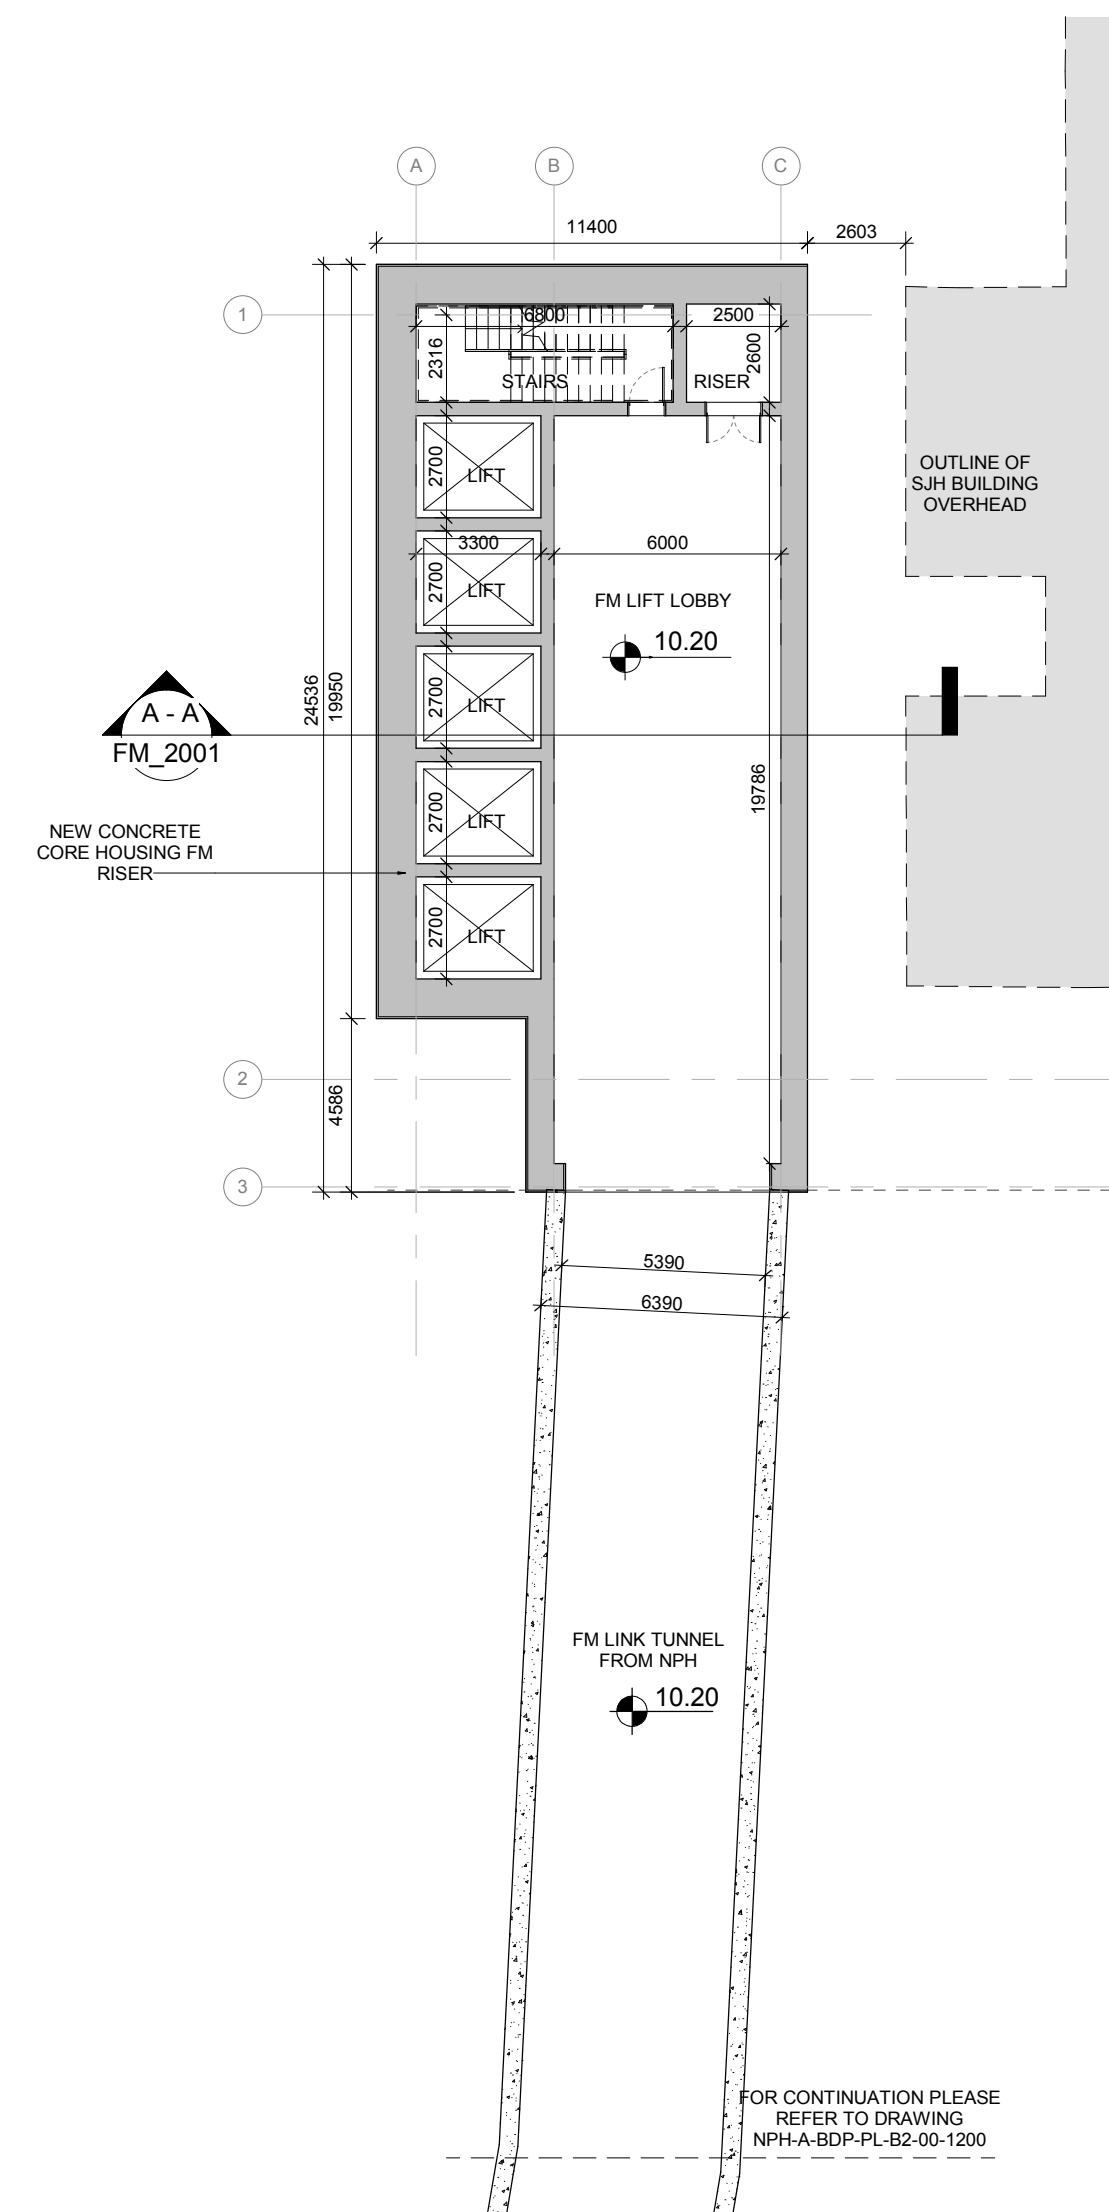 A
B
C
11400
2603
1
6800
2500
2316
2600
STAIRS
RISER
2700
LIFT
OUTLINE OF
SJH BUILDING
OVERHEAD
3300
6000
2700
LIFT
FM LIFT LOBBY
10.20
24536
19950
2700
LIFT
A - A
FM_2001
19786
2700
LIFT
NEW CONCRETE
CORE HOUSING FM
RISER
2700
LIFT
2
4586
3
5390
6390
FM LINK TUNNEL
FROM NPH
10.20
FOR CONTINUATION PLEASE
REFER TO DRAWING
NPH-A-BDP-PL-B2-00-1200